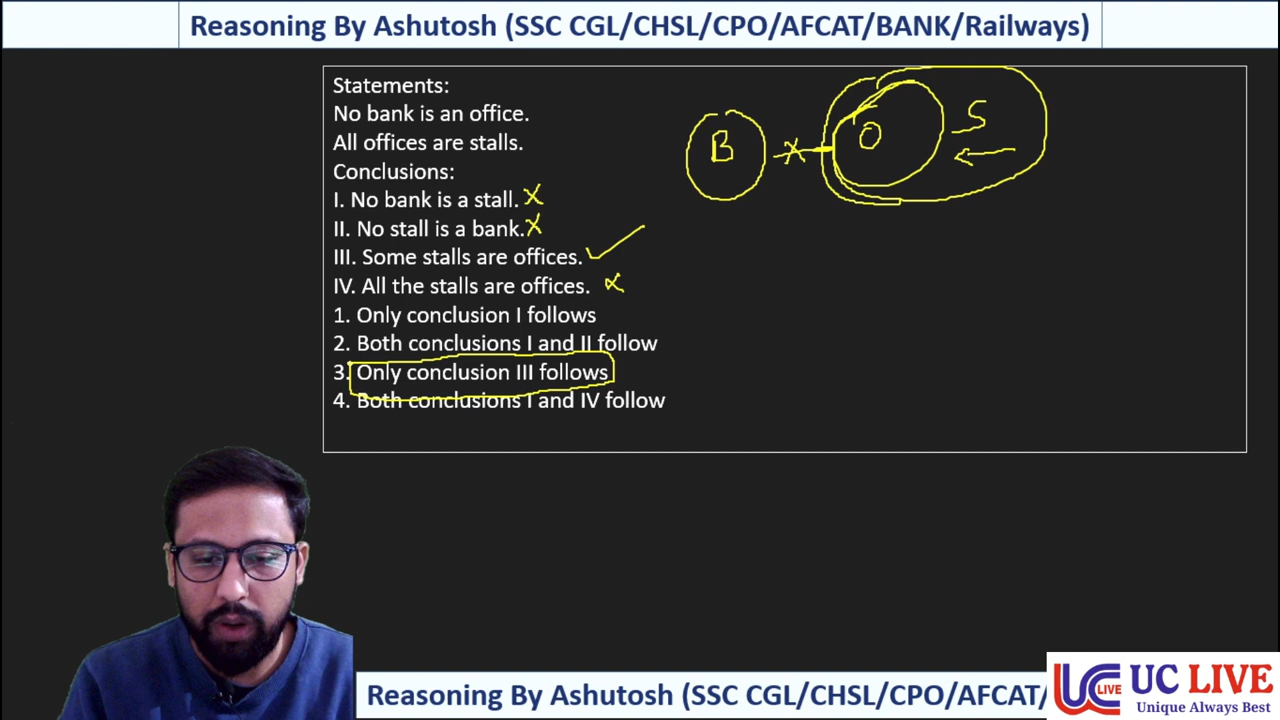 Reasoning By Ashutosh (SSC CGL/CHSL/CPO/AFCAT/BANK/Railways)
Statements:
No bank is an office.
All offices are stalls.
Conclusions:
I. No bank is a stall. X
II. No stall is a bank. X
III. Some stalls are offices. ✓
IV. All the stalls are offices. X
1. Only conclusion I follows
2. Both conclusions I and II follow
3. Only conclusion III follows
4. Both conclusions I and IV follow
B X O S
Reasoning By Ashutosh (SSC CGL/CHSL/CPO/AFCAT/
UC LIVE UC LIVE
Unique Always Best